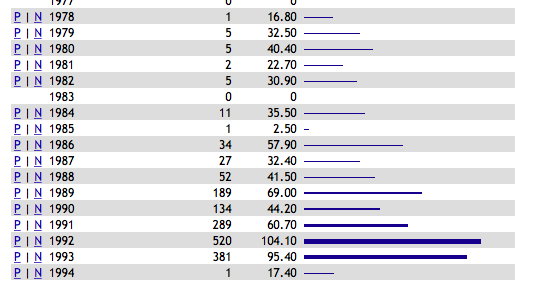 1977 0 0
P | N 1978 1 16.80
P | N 1979 5 32.50
P | N 1980 5 40.40
P | N 1981 2 22.70
P | N 1982 5 30.90
1983 0 0
P | N 1984 11 35.50
P | N 1985 1 2.50
P | N 1986 34 57.90
P | N 1987 27 32.40
P | N 1988 52 41.50
P | N 1989 189 69.00
P | N 1990 134 44.20
P | N 1991 289 60.70
P | N 1992 520 104.10
P | N 1993 381 95.40
P | N 1994 1 17.40